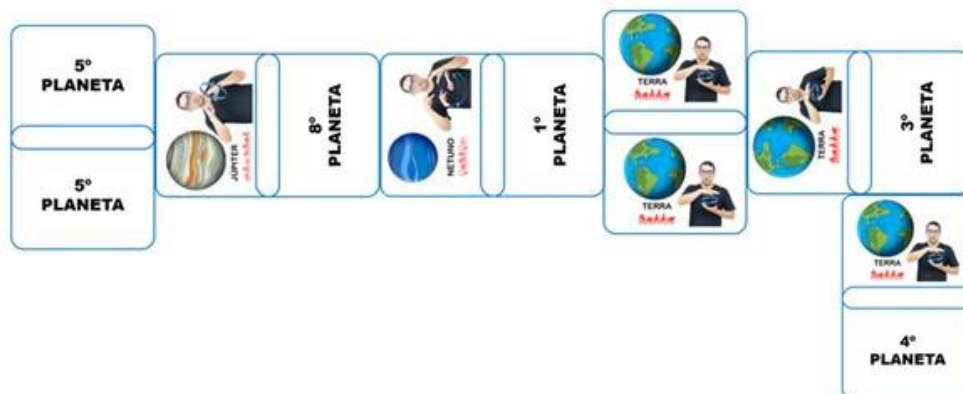 5º
PLANETA
5º
PLANETA
JÚPITER
8º
PLANETA
NETUNO
1º
PLANETA
TERRA
TERRA
TERRA
3º
PLANETA
TERRA
4º
PLANETA